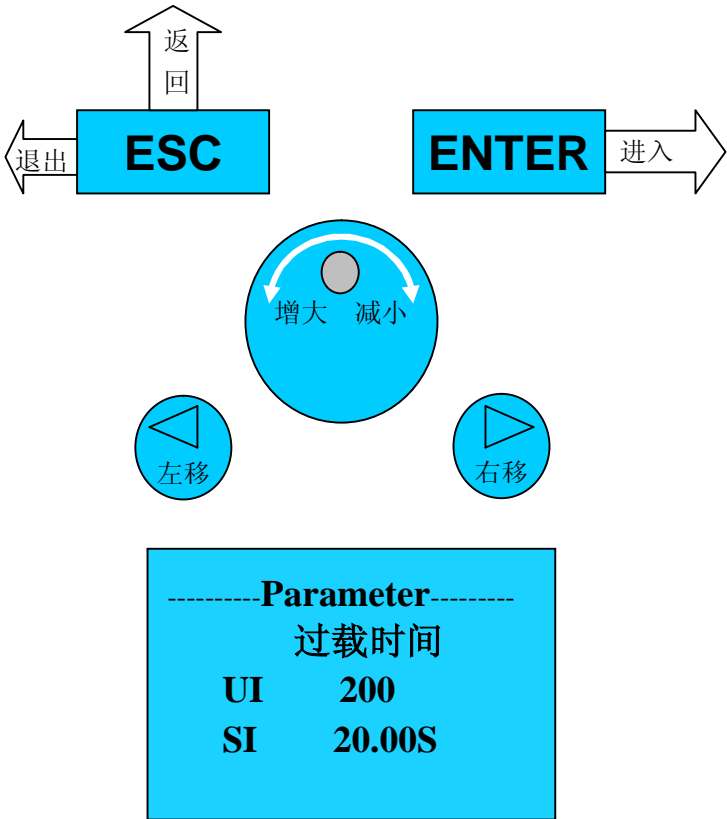 返
回
退出
ESC
ENTER
进入
增大 减小
左移
右移
----------Parameter---------
过载时间
UI 200
SI 20.00S